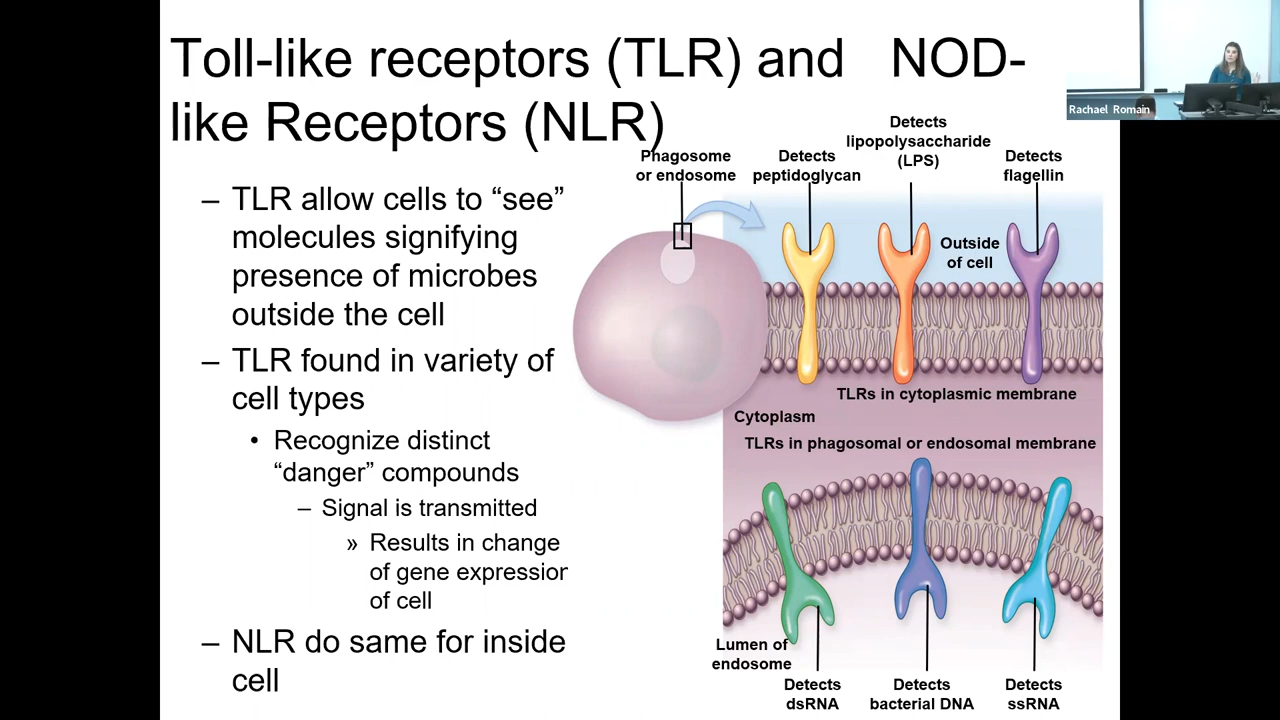 Toll-like receptors (TLR) and NOD-
like Receptors (NLR)
Rachael Romain
– TLR allow cells to “see”
molecules signifying
presence of microbes
outside the cell
– TLR found in variety of
cell types
• Recognize distinct
“danger” compounds
– Signal is transmitted
» Results in change
of gene expression
of cell
– NLR do same for inside
cell
Phagosome
or endosome
Detects
peptidoglycan
Detects
lipopolysaccharide
(LPS)
Detects
flagellin
Outside
of cell
TLRs in cytoplasmic membrane
Cytoplasm
TLRs in phagosomal or endosomal membrane
Lumen of
endosome
Detects
dsRNA
Detects
bacterial DNA
Detects
ssRNA